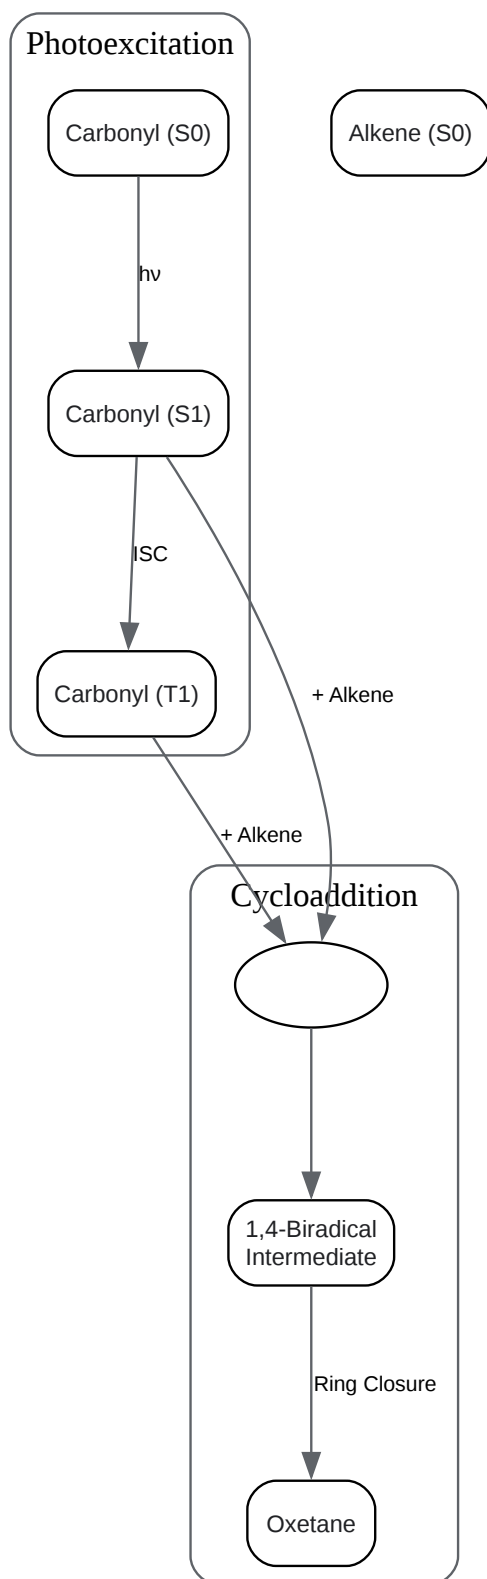 Photoexcitation
Carbonyl (S0)
Alkene (S0)
hν
Carbonyl (S1)
ISC
Carbonyl (T1)
+ Alkene
+ Alkene
Cycloaddition
1,4-Biradical
Intermediate
Ring Closure
Oxetane